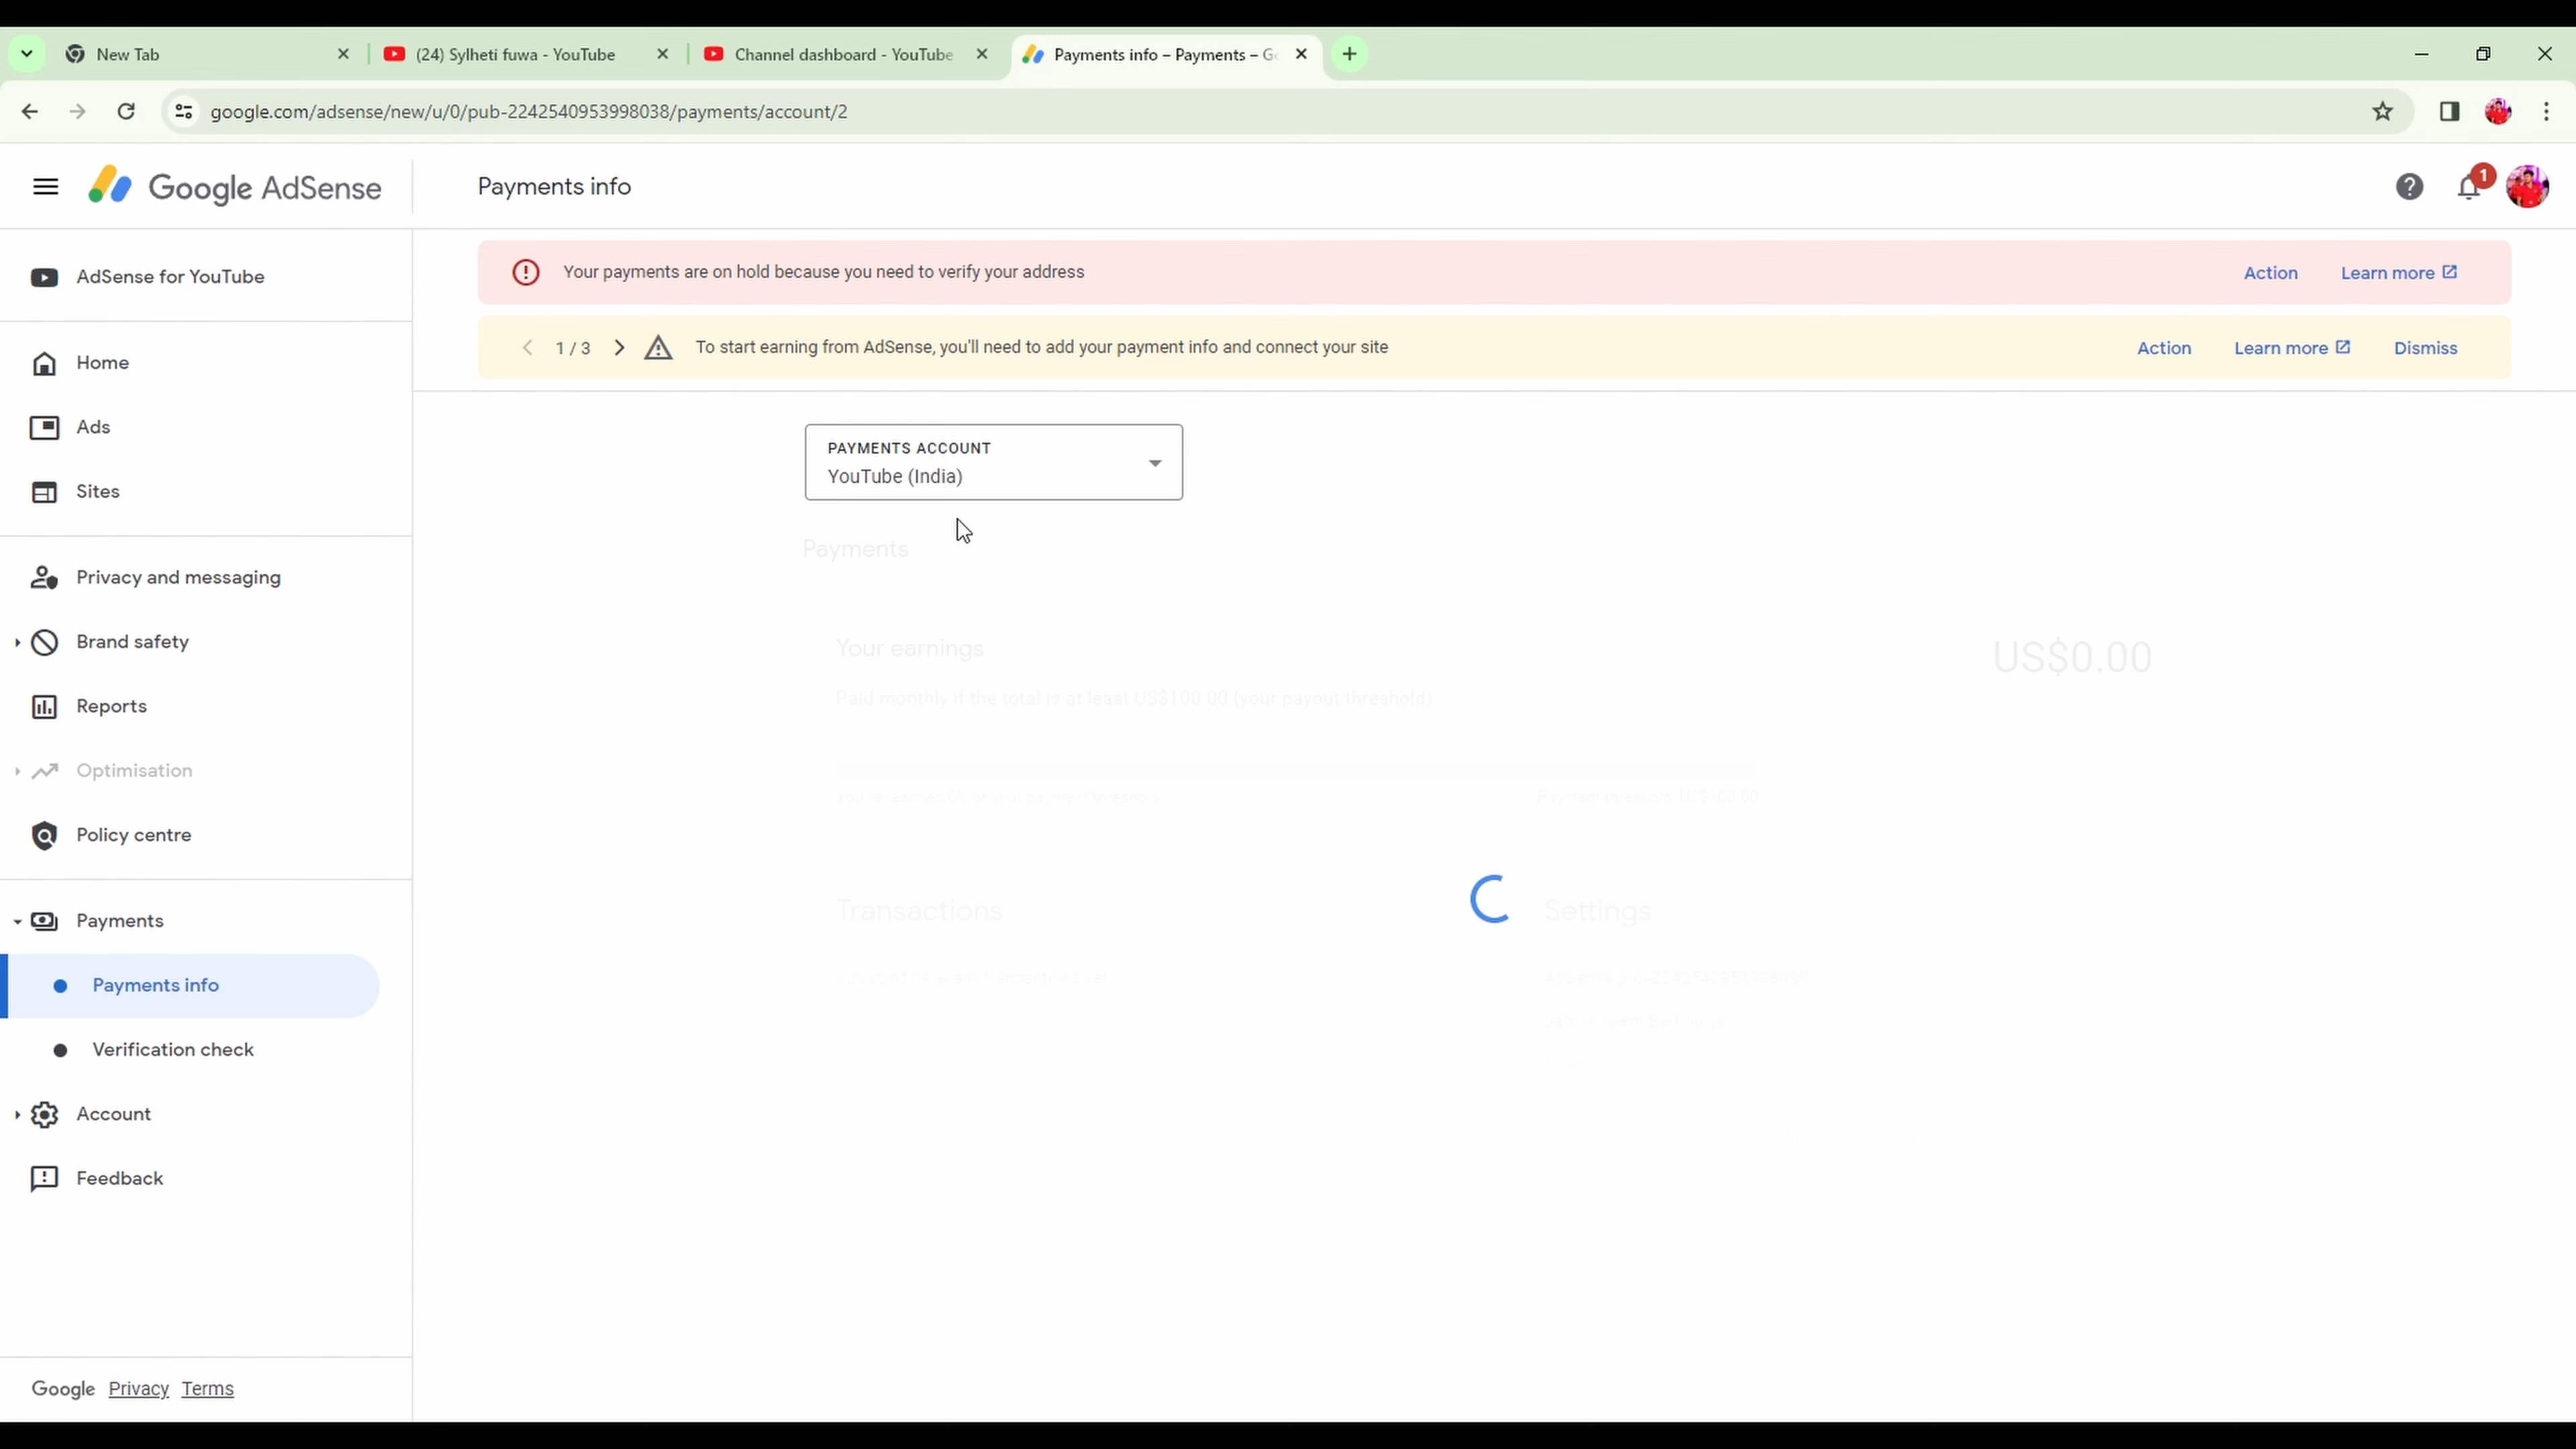 New Tab
(24) Sylheti fuwa - YouTube
Channel dashboard - YouTube
Payments info – Payments – G
google.com/adsense/new/u/0/pub-2242540953998038/payments/account/2
Google AdSense
Payments info
1
AdSense for YouTube
Your payments are on hold because you need to verify your address
Action
Learn more
1 / 3
To start earning from AdSense, you'll need to add your payment info and connect your site
Action
Learn more
Dismiss
Home
Ads
Sites
Privacy and messaging
Brand safety
Reports
Optimisation
Policy centre
Payments
Payments info
Verification check
Account
Feedback
Google Privacy Terms
PAYMENTS ACCOUNT
YouTube (India)
Payments
Your earnings
US$0.00
Paid monthly if the total is at least US$100.00 (your payout threshold)
Transactions
Settings